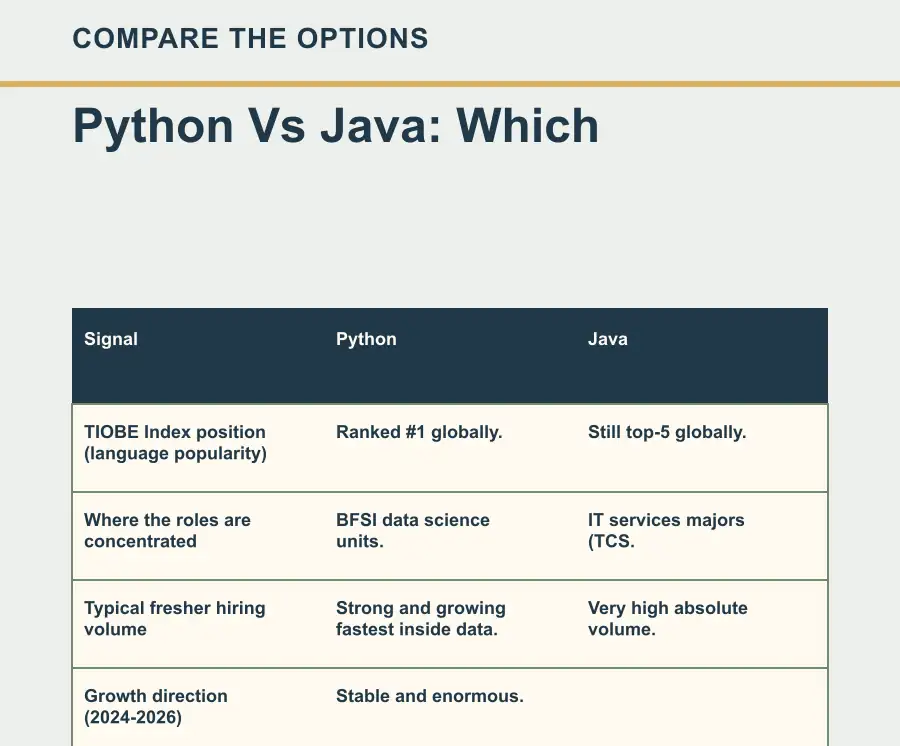 COMPARE THE OPTIONS
Python Vs Java: Which
Signal Python Java
TIOBE Index position Ranked #1 globally. Still top-5 globally.
(language popularity)
Where the roles are BFSI data science IT services majors
concentrated units. (TCS.
Typical fresher hiring Strong and growing Very high absolute
volume fastest inside data. volume.
Growth direction Stable and enormous.
(2024-2026)